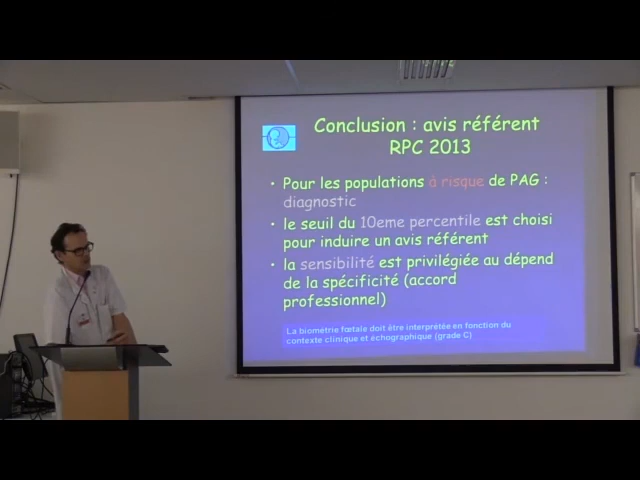 Conclusion : avis référent
RPC 2013
• Pour les populations à risque de PAG :
diagnostic
• le seuil du 10eme percentile est choisi
pour induire un avis référent
• la sensibilité est privilégiée au dépend
de la spécificité (accord
professionnel)
La biométrie fœtale doit être interprétée en fonction du
contexte clinique et échographique (grade C)